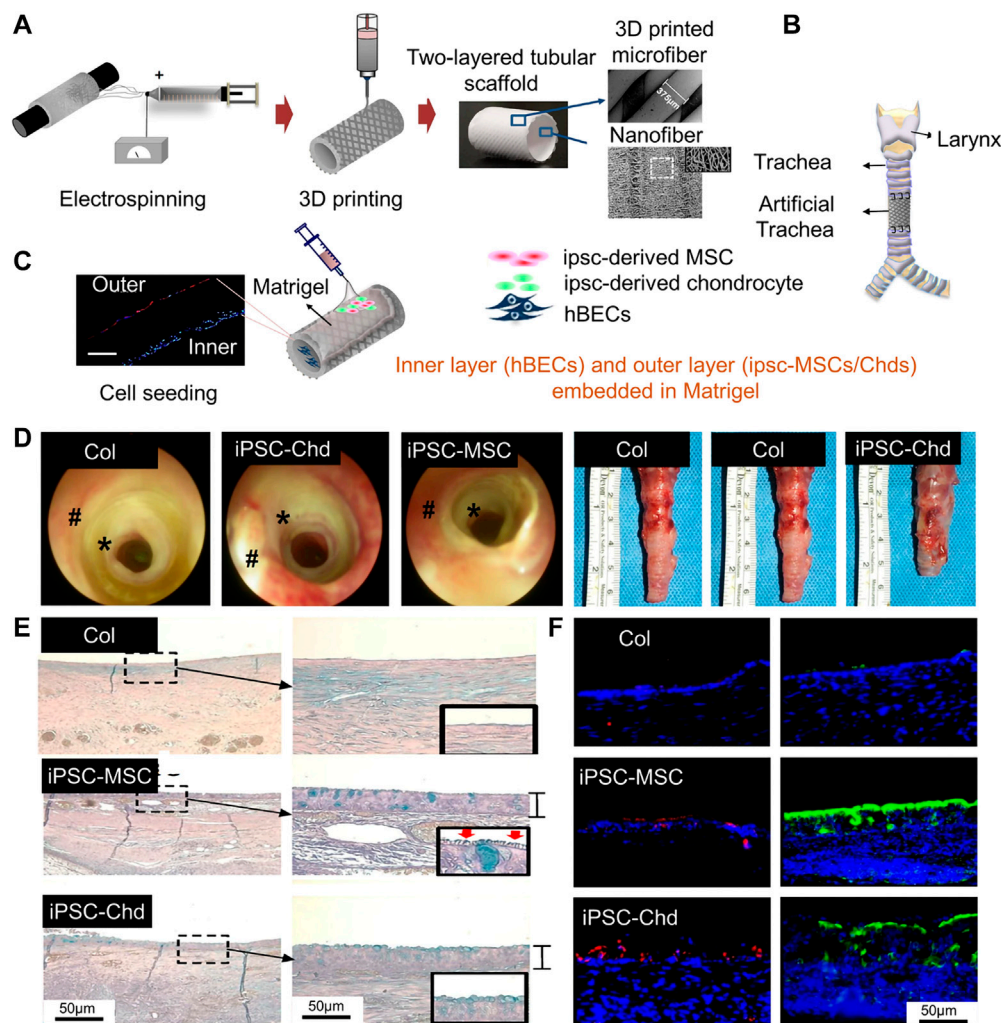 A
Two-layered tubular
scaffold
3D printed
microfiber
375μm
Nanofiber
+
Electrospinning
3D printing
B
Larynx
Trachea
Artificial
Trachea
C
Outer
Inner
Cell seeding
Matrigel
ipsc-derived MSC
ipsc-derived chondrocyte
hBECs
Inner layer (hBECs) and outer layer (ipsc-MSCs/Chds)
embedded in Matrigel
D
Col
#
*
iPSC-Chd
*
#
iPSC-MSC
#
*
Col
Col
iPSC-Chd
E
Col
iPSC-MSC
iPSC-Chd
50μm
50μm
F
Col
iPSC-MSC
iPSC-Chd
50μm